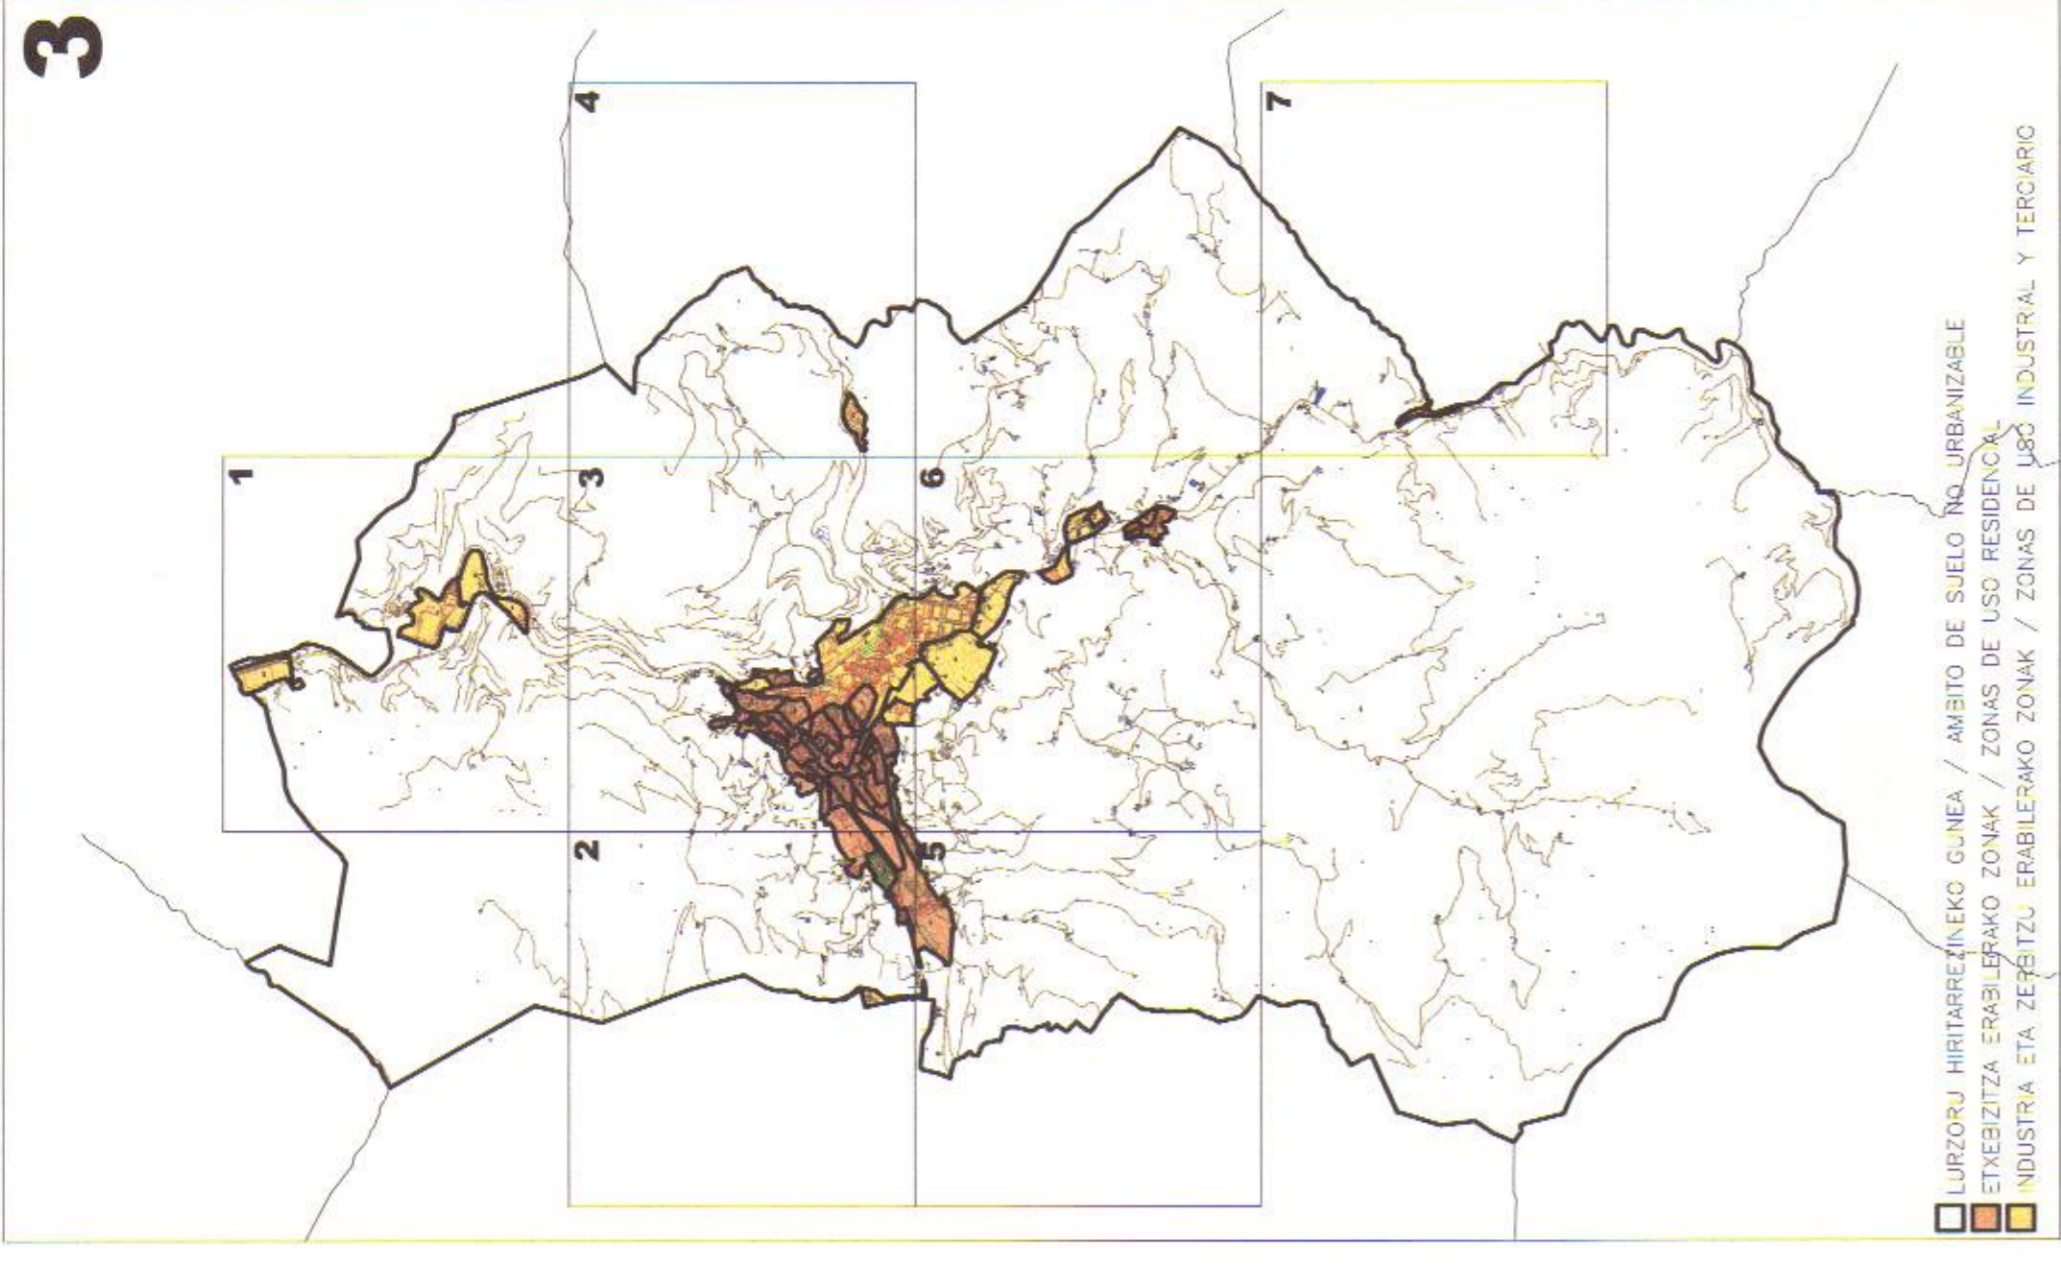 3
1
4
3
2
7
6
5
LURZORU HIRITARREZINEKO GUNEA / AMBITO DE SUELO NO URBANIZABLE
ETXEBIZITZA ERABILERAKO ZONAK / ZONAS DE USO RESIDENCIAL
INDUSTRIA ETA ZERBITZU ERABILERAKO ZONAK / ZONAS DE USO INDUSTRIAL Y TERCIARIO